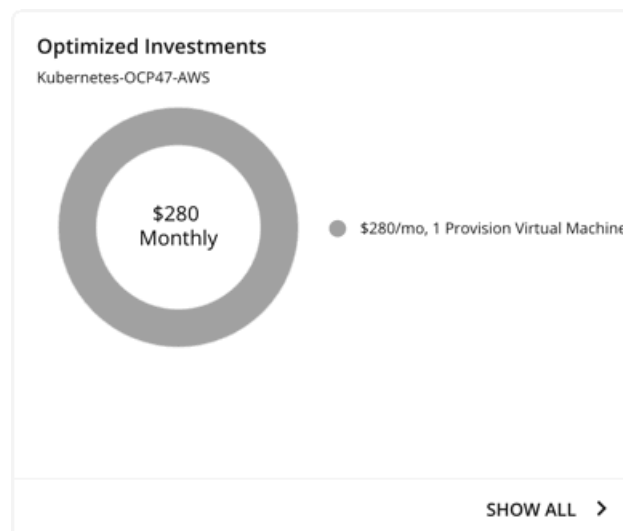 Optimized Investments
Kubernetes-OCP47-AWS
$280
Monthly
$280/mo, 1 Provision Virtual Machine
SHOW ALL